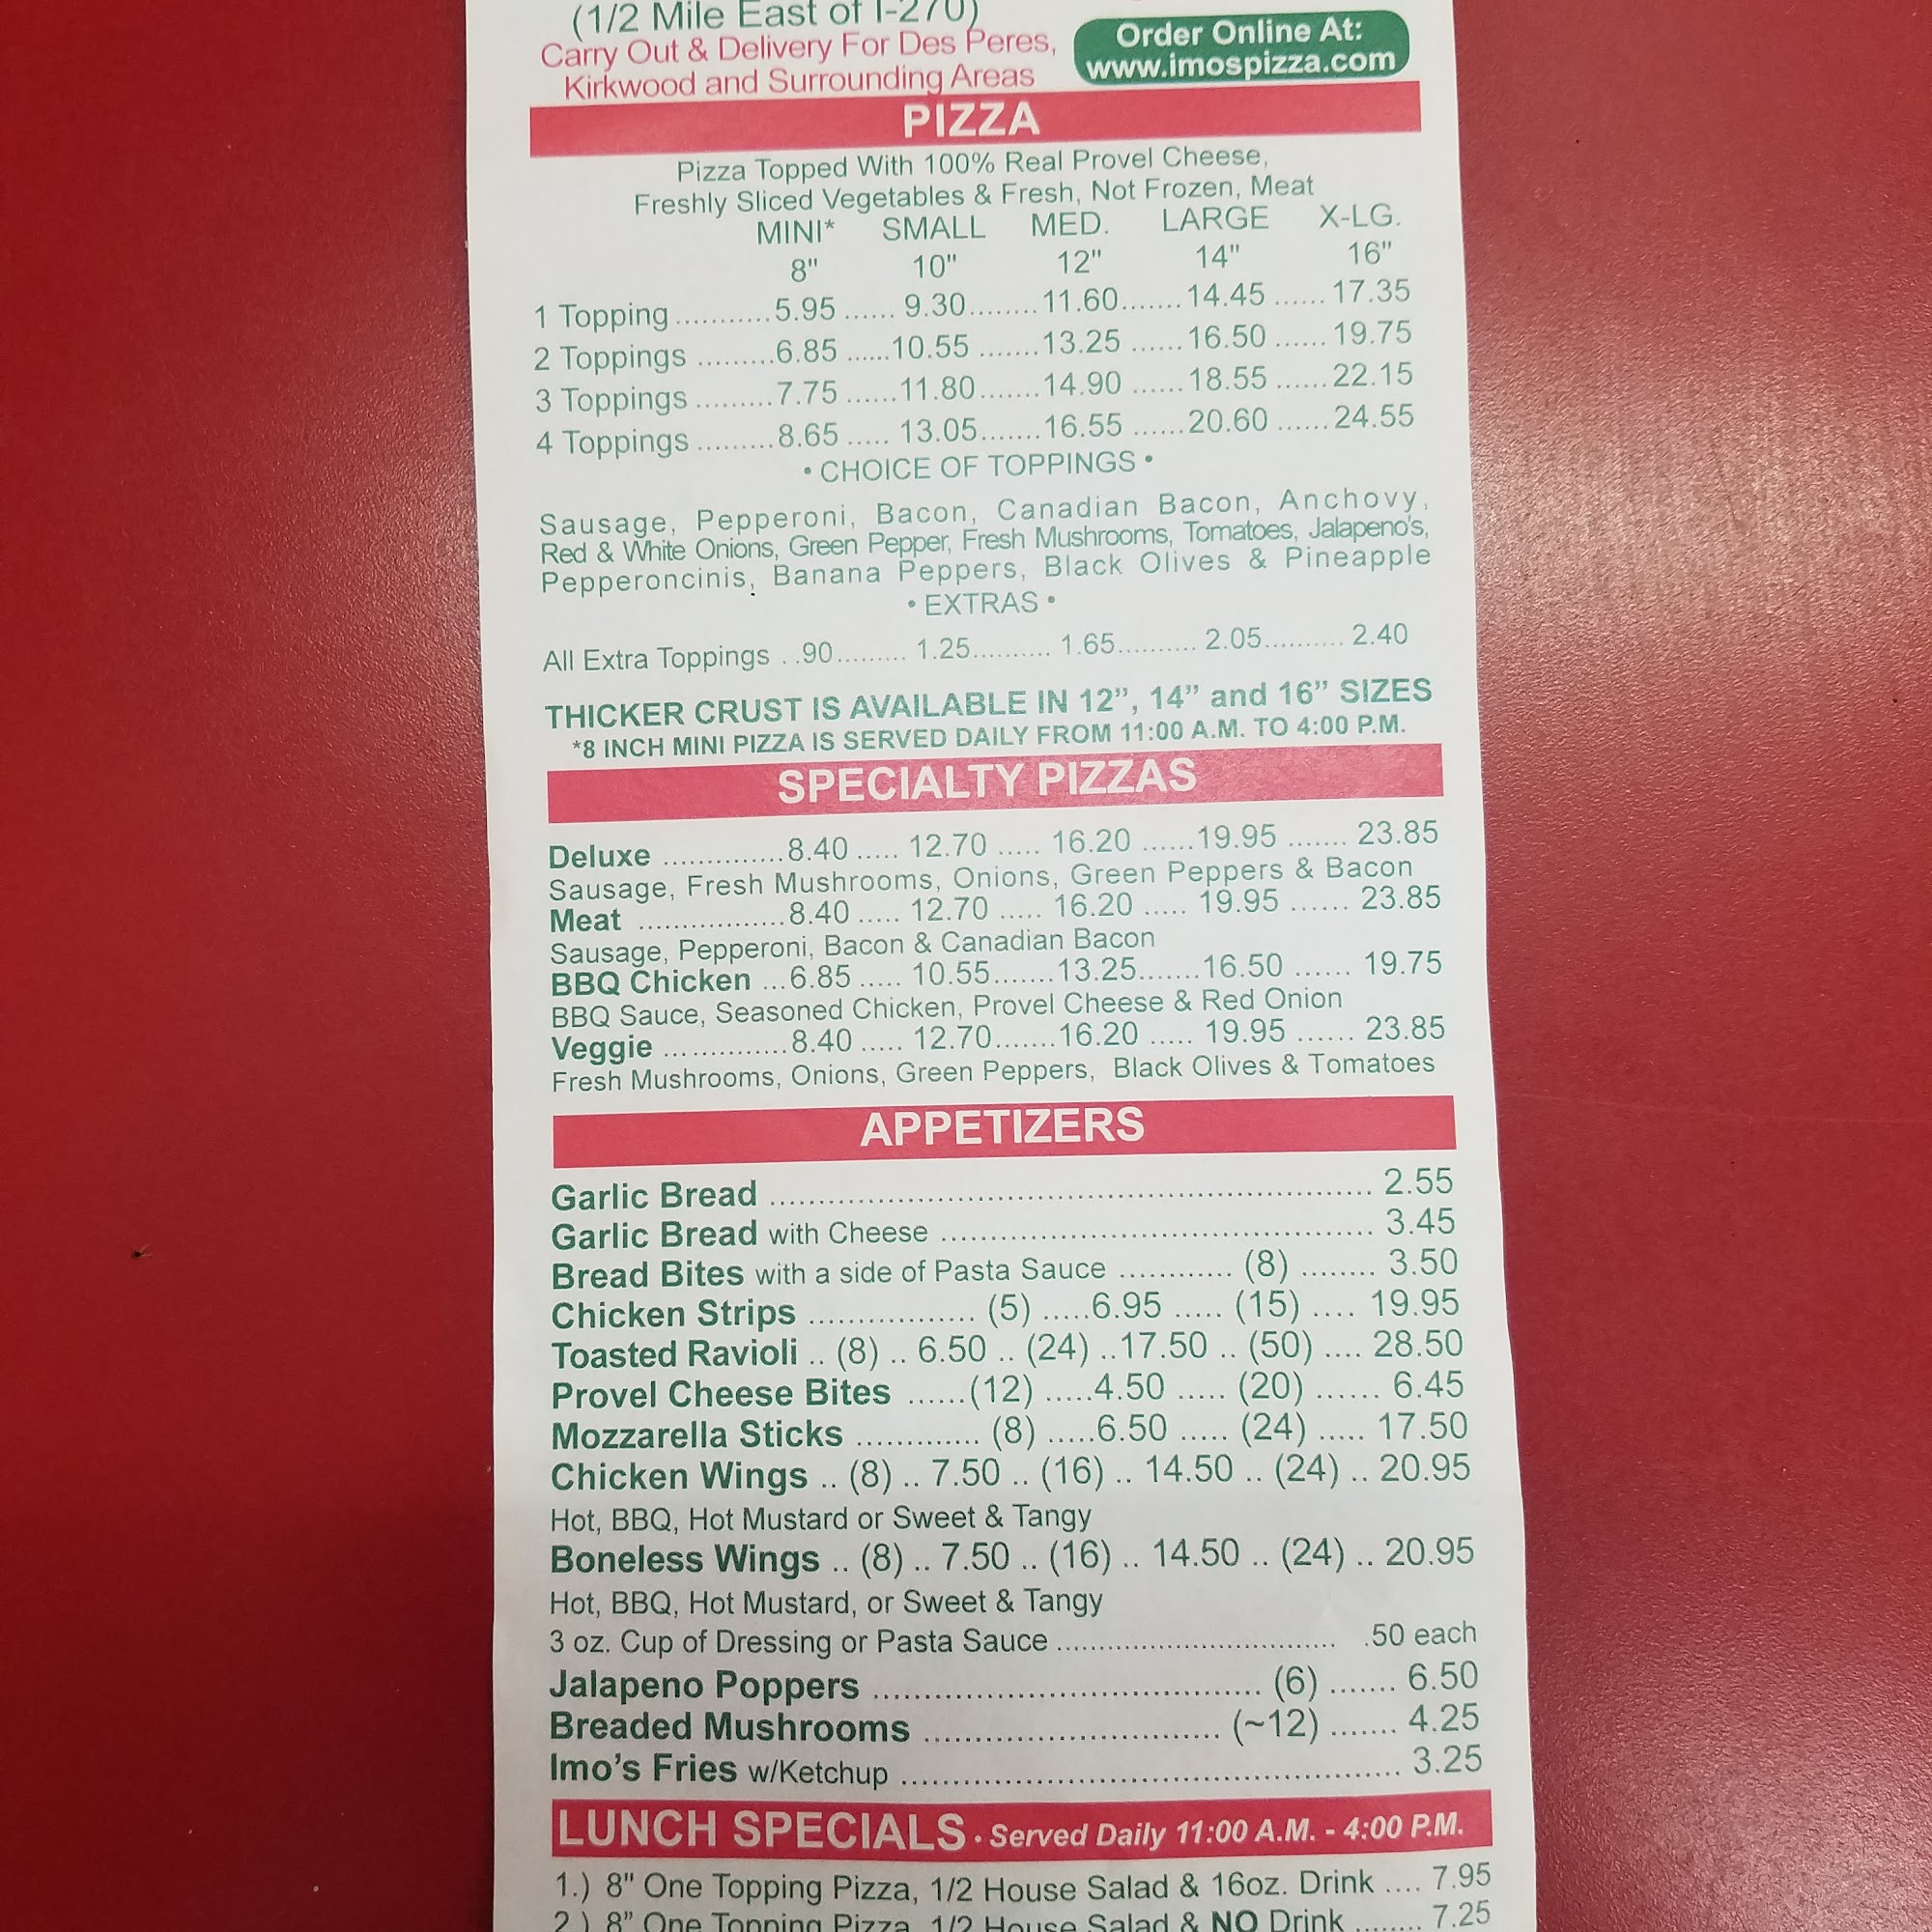 (1/2 Mile East of I-270)
Carry Out & Delivery For Des Peres,
Kirkwood and Surrounding Areas
Order Online At:
www.imospizza.com
PIZZA
Pizza Topped With 100% Real Provel Cheese,
Freshly Sliced Vegetables & Fresh, Not Frozen, Meat
MINI* SMALL MED. LARGE X-LG.
8" 10" 12" 14" 16"
1 Topping ........... 5.95 ...... 9.30........ 11.60....... 14.45 ...... 17.35
2 Toppings ......... 6.85 ...... 10.55 ....... 13.25 ...... 16.50 ...... 19.75
3 Toppings ......... 7.75 ...... 11.80....... 14.90 ...... 18.55 ...... 22.15
4 Toppings ......... 8.65 ..... 13.05....... 16.55 ...... 20.60 ...... 24.55
• CHOICE OF TOPPINGS •
Sausage, Pepperoni, Bacon, Canadian Bacon, Anchovy,
Red & White Onions, Green Pepper, Fresh Mushrooms, Tomatoes, Jalapeno's,
Pepperoncinis, Banana Peppers, Black Olives & Pineapple
• EXTRAS •
All Extra Toppings . .90......... 1.25.......... 1.65.......... 2.05.......... 2.40
THICKER CRUST IS AVAILABLE IN 12”, 14” and 16” SIZES
*8 INCH MINI PIZZA IS SERVED DAILY FROM 11:00 A.M. TO 4:00 P.M.
SPECIALTY PIZZAS
Deluxe .............. 8.40 ..... 12.70 ..... 16.20 ...... 19.95 ....... 23.85
Sausage, Fresh Mushrooms, Onions, Green Peppers & Bacon
Meat ................. 8.40 ..... 12.70 ..... 16.20 ..... 19.95 ...... 23.85
Sausage, Pepperoni, Bacon & Canadian Bacon
BBQ Chicken ... 6.85 ..... 10.55....... 13.25....... 16.50 ...... 19.75
BBQ Sauce, Seasoned Chicken, Provel Cheese & Red Onion
Veggie .............. 8.40 ..... 12.70....... 16.20 ..... 19.95 ...... 23.85
Fresh Mushrooms, Onions, Green Peppers, Black Olives & Tomatoes
APPETIZERS
Garlic Bread ............................................................. 2.55
Garlic Bread with Cheese ............................................ 3.45
Bread Bites with a side of Pasta Sauce ............ (8) ........ 3.50
Chicken Strips ................. (5) ..... 6.95 ..... (15) .... 19.95
Toasted Ravioli .. (8) .. 6.50 .. (24) .. 17.50 .. (50) .... 28.50
Provel Cheese Bites ...... (12) ..... 4.50 ..... (20) ...... 6.45
Mozzarella Sticks ............. (8) ..... 6.50 ..... (24) ..... 17.50
Chicken Wings .. (8) .. 7.50 .. (16) .. 14.50 .. (24) .. 20.95
Hot, BBQ, Hot Mustard or Sweet & Tangy
Boneless Wings .. (8) .. 7.50 .. (16) .. 14.50 .. (24) .. 20.95
Hot, BBQ, Hot Mustard, or Sweet & Tangy
3 oz. Cup of Dressing or Pasta Sauce ................................ .50 each
Jalapeno Poppers ...................................... (6) ....... 6.50
Breaded Mushrooms ............................. (~12) ....... 4.25
Imo's Fries w/Ketchup ................................................ 3.25
LUNCH SPECIALS • Served Daily 11:00 A.M. - 4:00 P.M.
1.) 8" One Topping Pizza, 1/2 House Salad & 16oz. Drink .... 7.95
2.) 8" One Topping Pizza, 1/2 House Salad & NO Drink ........ 7.25